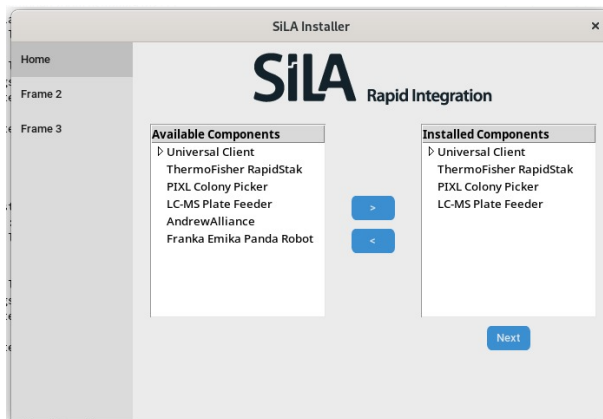 SiLA Installer
×
Home
Frame 2
Frame 3
SiLA Rapid Integration
Available Components
Universal Client
ThermoFisher RapidStak
PIXL Colony Picker
LC-MS Plate Feeder
AndrewAlliance
Franka Emika Panda Robot
>
<
Installed Components
Universal Client
ThermoFisher RapidStak
PIXL Colony Picker
LC-MS Plate Feeder
Next